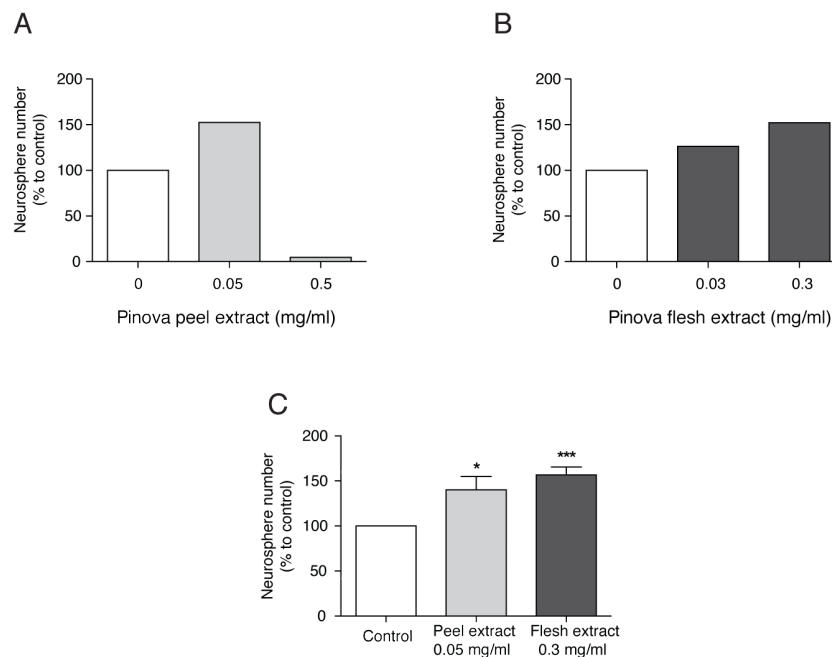 A
Neurosphere number
(% to control)
200
150
100
50
0
0 0.05 0.5
Pinova peel extract (mg/ml)
B
Neurosphere number
(% to control)
200
150
100
50
0
0 0.03 0.3
Pinova flesh extract (mg/ml)
C
Neurosphere number
(% to control)
200
150
100
50
0
*
***
Control
Peel extract
0.05 mg/ml
Flesh extract
0.3 mg/ml